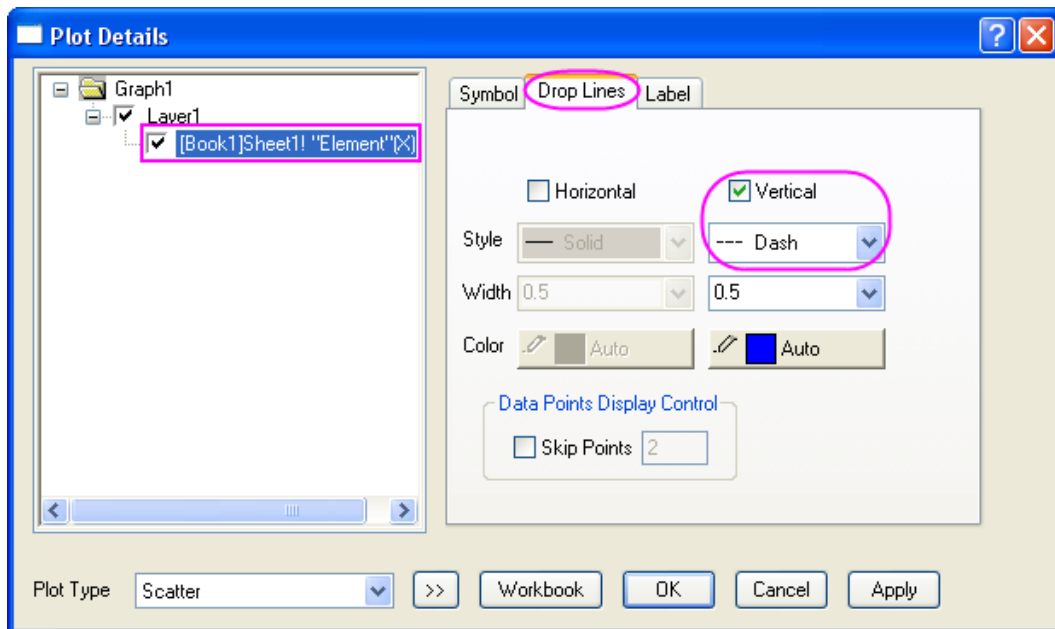 Plot Details
Graph1
Layer1
[Book1]Sheet1! "Element"(X)
Symbol Drop Lines Label
Horizontal Vertical
Style Solid --- Dash
Width 0.5 0.5
Color Auto Auto
Data Points Display Control
Skip Points 2
Plot Type Scatter >> Workbook OK Cancel Apply